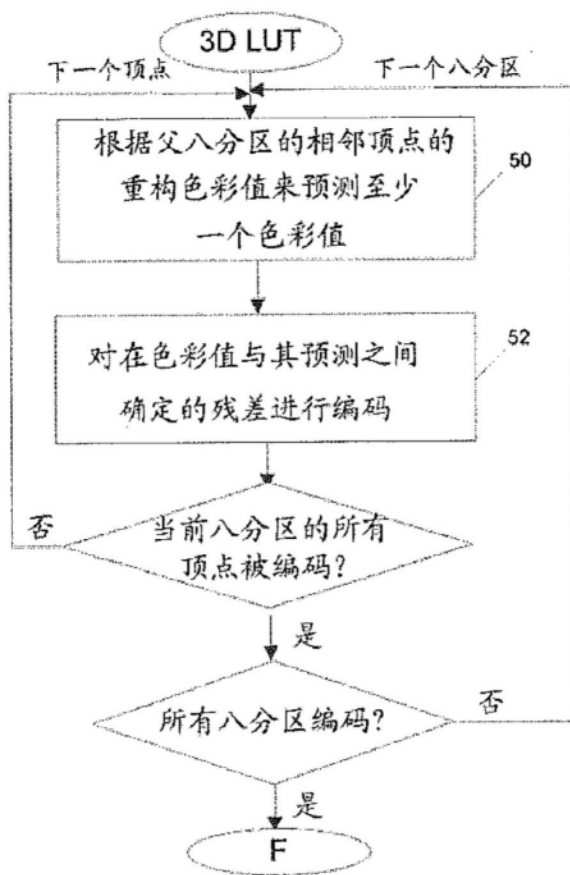 3D LUT
下一个顶点
下一个八分区
根据父八分区的相邻顶点的
重构色彩值来预测至少
一个色彩值
50
对在色彩值与其预测之间
确定的残差进行编码
52
否
当前八分区的所有
顶点被编码?
是
所有八分区编码?
否
是
F